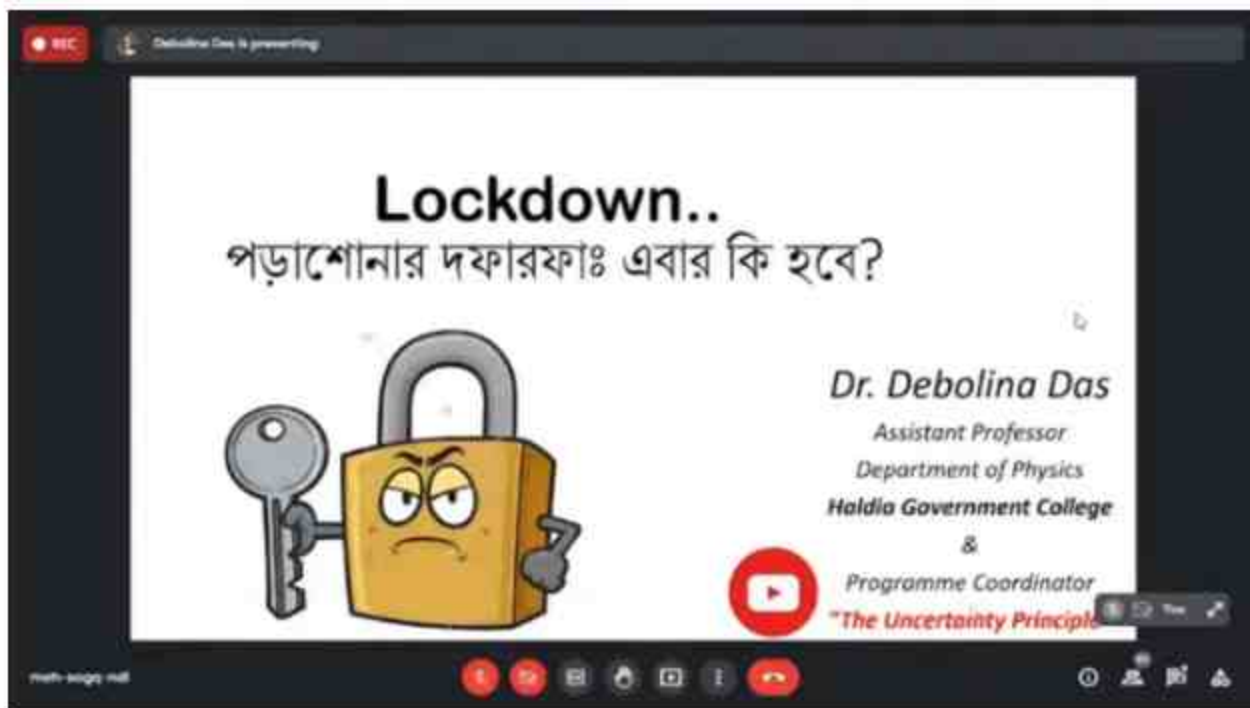 REC
Debolina Das is presenting
Lockdown..
পড়াশোনার দফারফাঃ এবার কি হবে?
Dr. Debolina Das
Assistant Professor
Department of Physics
Haldia Government College
&
Programme Coordinator
"The Uncertainty Principle
You